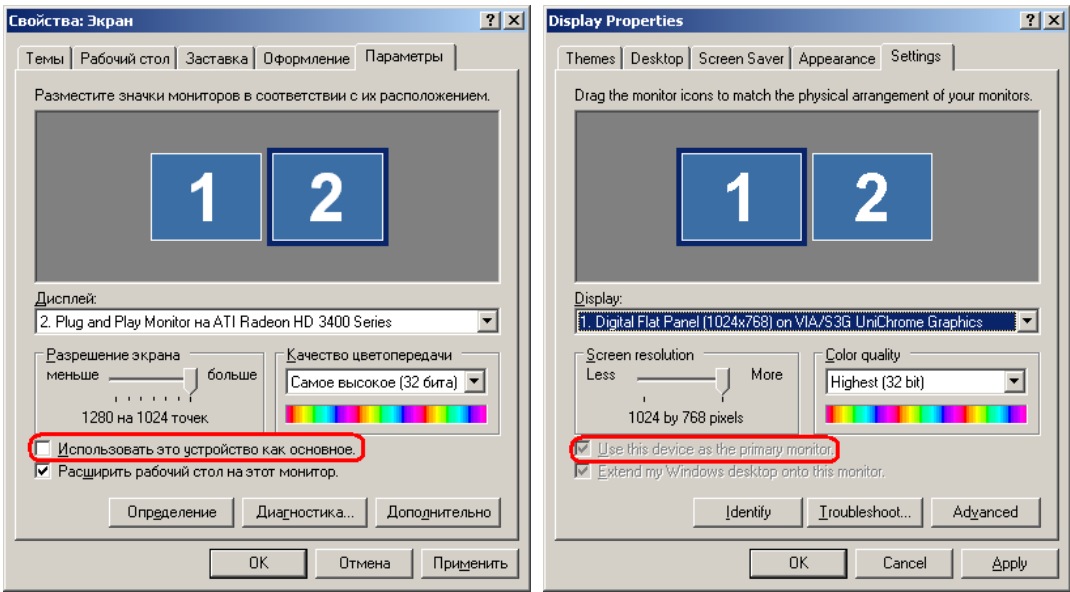 Свойства: Экран
Темы Рабочий стол Заставка Оформление Параметры
Разместите значки мониторов в соответствии с их расположением.
1 2
Дисплей:
2. Plug and Play Monitor на ATI Radeon HD 3400 Series
Разрешение экрана
меньше больше
1280 на 1024 точек
Качество цветопередачи
Самое высокое (32 бита)
Использовать это устройство как основное.
Расширить рабочий стол на этот монитор.
Определение Диагностика... Дополнительно
OK Отмена Применить
Display Properties
Themes Desktop Screen Saver Appearance Settings
Drag the monitor icons to match the physical arrangement of your monitors.
1 2
Display:
1. Digital Flat Panel (1024x768) on VIA/S3G UniChrome Graphics
Screen resolution
Less More
1024 by 768 pixels
Color quality
Highest (32 bit)
Use this device as the primary monitor.
Extend my Windows desktop onto this monitor.
Identify Troubleshoot... Advanced
OK Cancel Apply